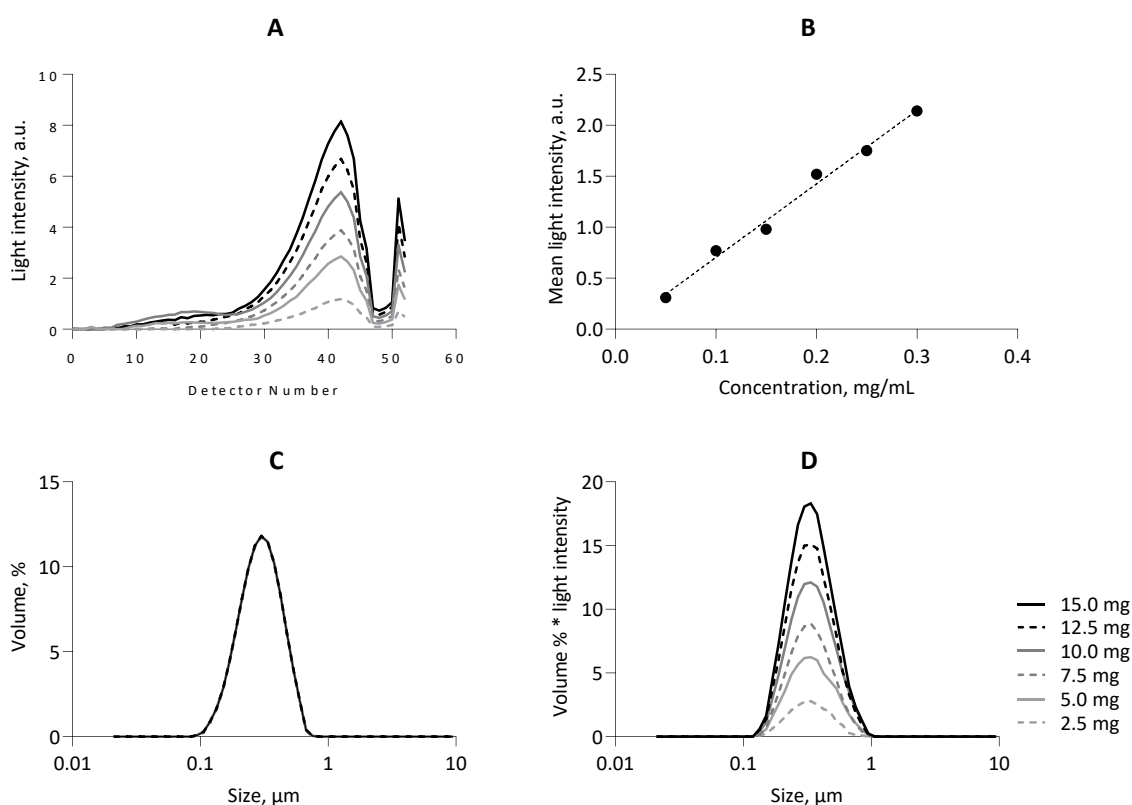 A
Light intensity, a.u.
10
8
6
4
2
0
0 10 20 30 40 50 60
Detector Number
B
Mean light intensity, a.u.
2.5
2.0
1.5
1.0
0.5
0.0
0.0 0.1 0.2 0.3 0.4
Concentration, mg/mL
C
Volume, %
15
10
5
0
0.01 0.1 1 10
Size, µm
D
Volume % * light intensity
20
15
10
5
0
0.01 0.1 1 10
Size, µm
15.0 mg
12.5 mg
10.0 mg
7.5 mg
5.0 mg
2.5 mg